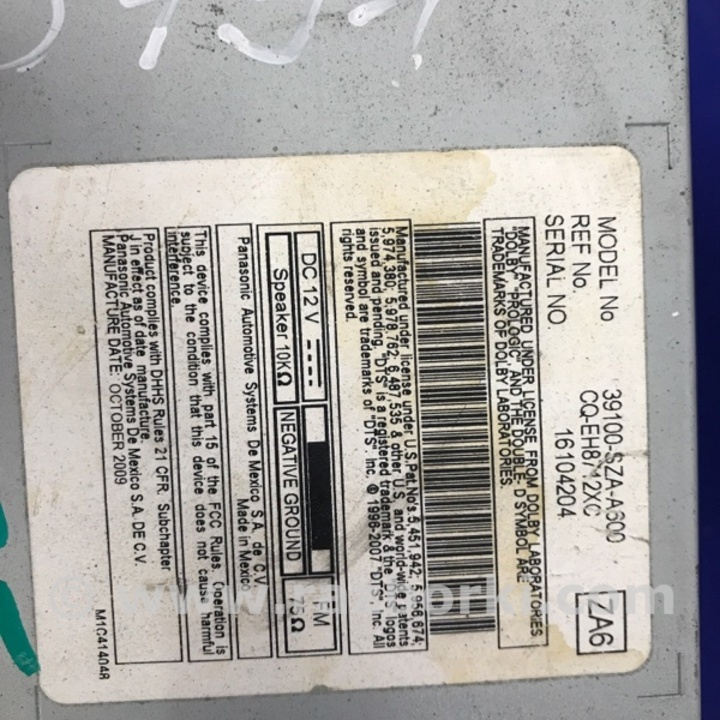 MODEL No 39100-SZA-A600
REF No. CQ-EH8712XC
SERIAL NO. 16104204
ZA6
MANUFACTURED UNDER LICENSE FROM DOLBY LABORATORIES.
"DOLBY" "PRO LOGIC" AND THE DOUBLE- D SYMBOL ARE
TRADEMARKS OF DOLBY LABORATORIES.
Manufactured under license under U.S.Pat.No's.5,451,942; 5,956,674;
5,974,380; 5,978,762; 6,487,535 & other U.S. and world-wide patents
issued and pending. "DTS" is a registered trademark & the DTS logos
and symbol are trademarks of "DTS", Inc. © 1996-2007 "DTS" Inc. All
rights reserved.
DC 12 V
Speaker 10KΩ
NEGATIVE GROUND
75Ω
Panasonic Automotive Systems De Mexico S.A. de C.V.
Made in Mexico
This device complies with part 15 of the FCC Rules. Operation is
subject to the condition that this device does not cause harmful
interference.
Product complies with DHHS Rules 21 CFR, Subchapter
J in effect as of date manufacture.
Panasonic Automotive Systems De Mexico S.A. DE C.V.
MANUFACTURE DATE: OCTOBER 2009
M1C41404R